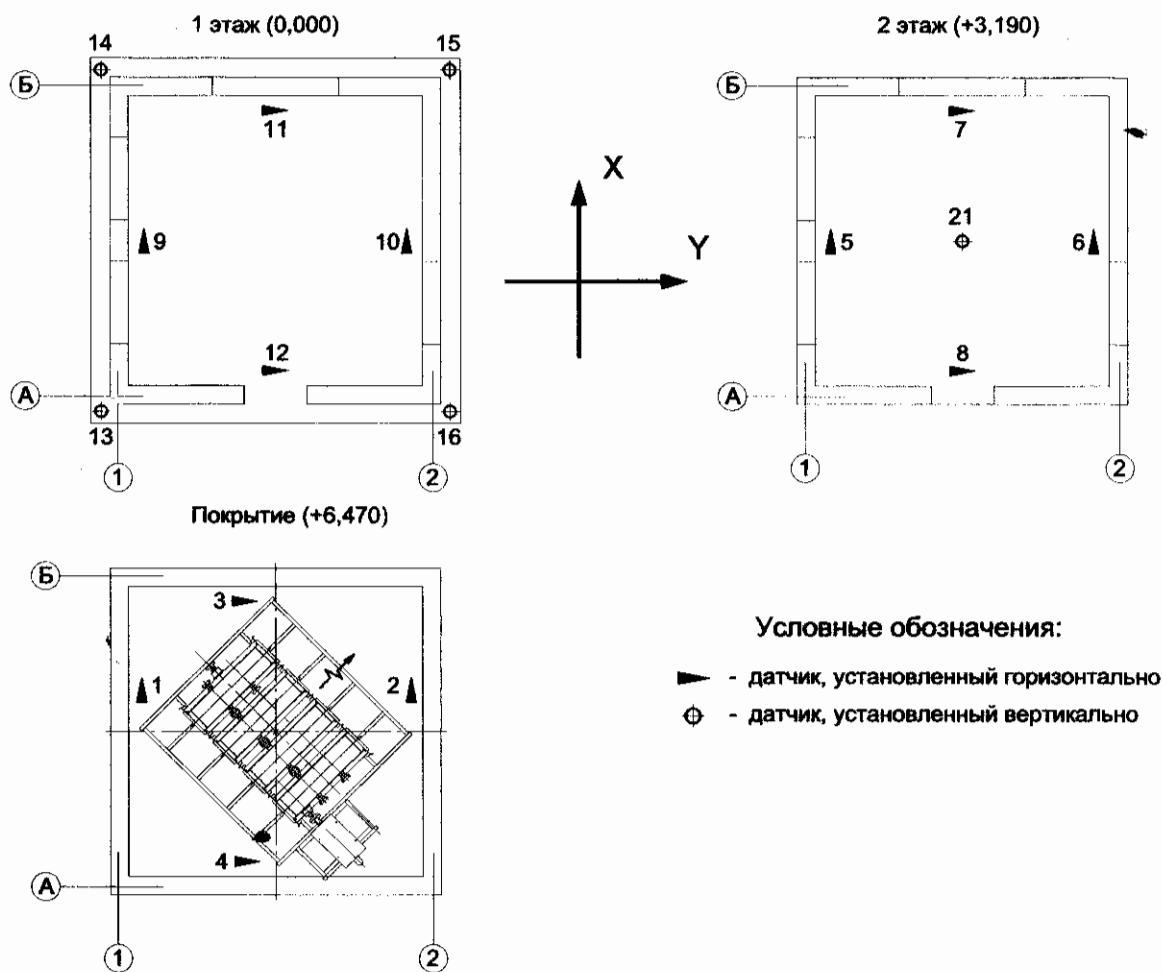 1 этаж (0,000)
14
15
Б
11
9
10
12
А
13
16
1
2
X
Y
2 этаж (+3,190)
Б
7
21
5
6
8
А
1
2
Покрытие (+6,470)
Б
3
1
2
4
А
1
2
Условные обозначения:
- датчик, установленный горизонтально
- датчик, установленный вертикально